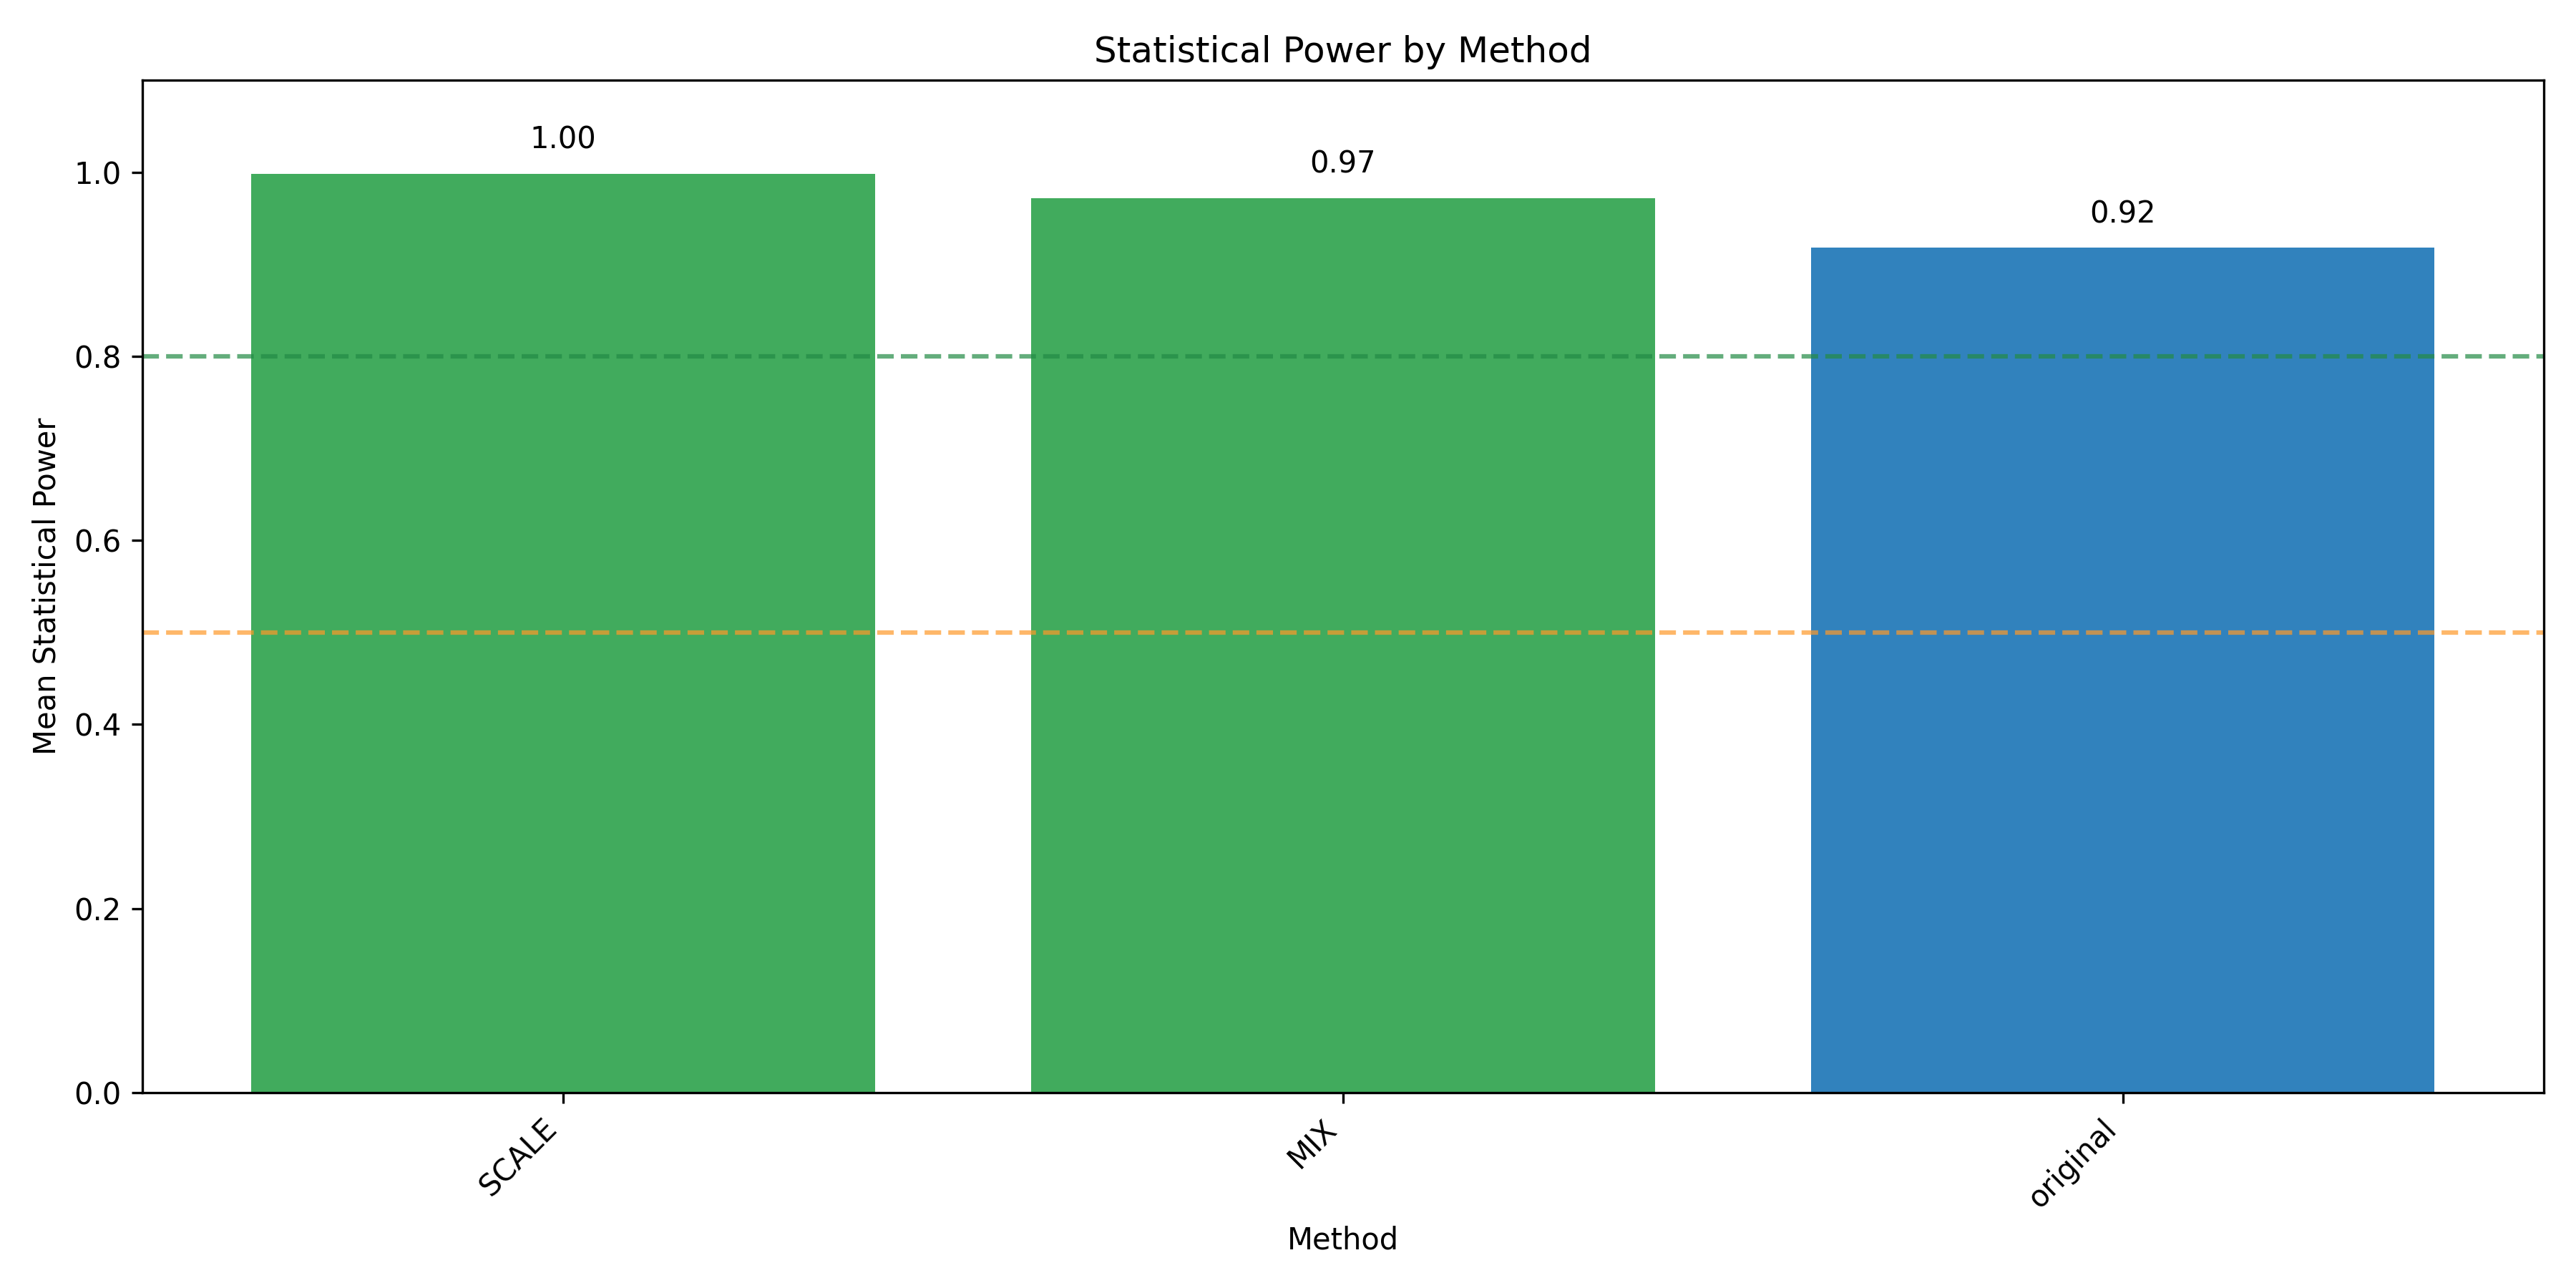 Statistical Power by Method
Mean Statistical Power
1.0
0.8
0.6
0.4
0.2
0.0
1.00
0.97
0.92
SCALE
MIX
original
Method